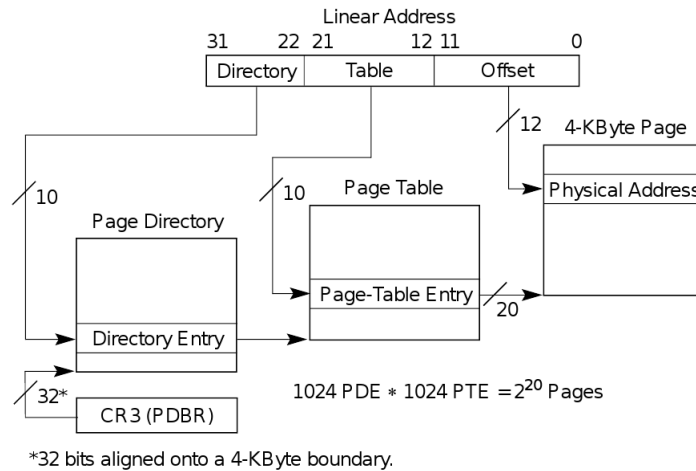 Linear Address
31 22 21 12 11 0
Directory Table Offset
12 4-KByte Page
10 10 Page Table Physical Address
Page Directory
Page-Table Entry 20
Directory Entry
32*
1024 PDE * 1024 PTE = 2^20 Pages
CR3 (PDBR)
*32 bits aligned onto a 4-KByte boundary.